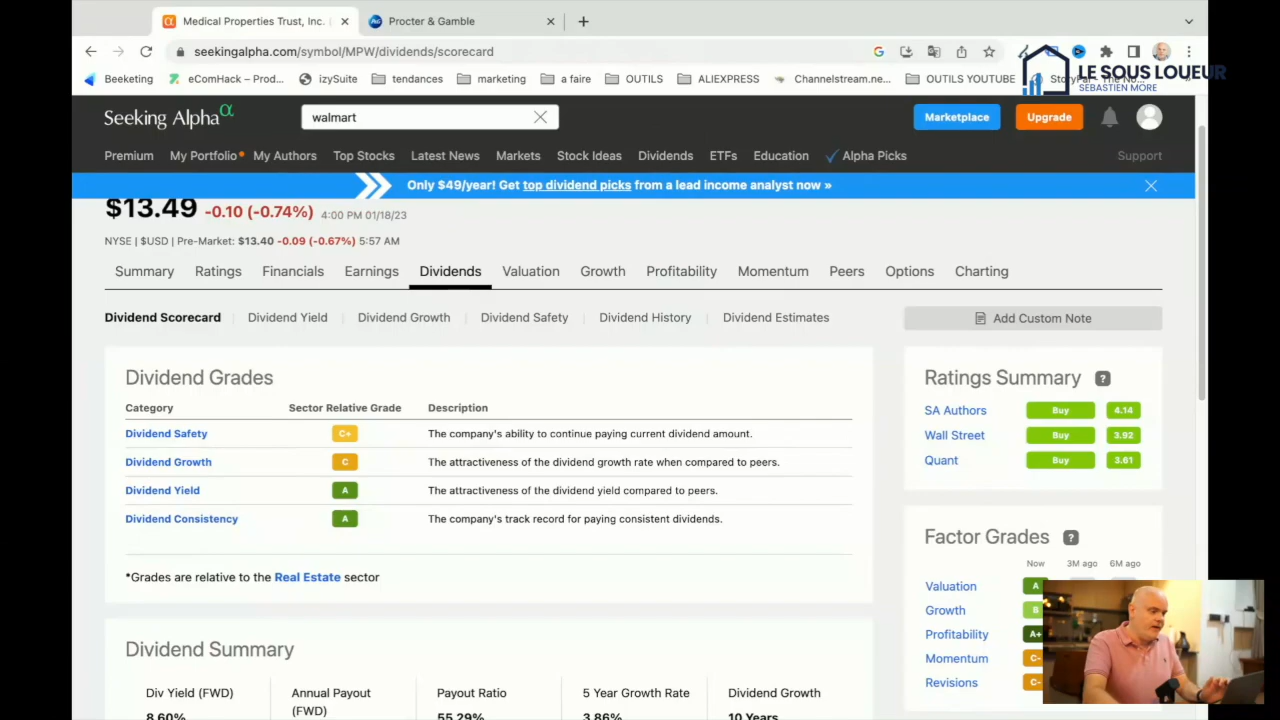 Medical Properties Trust, Inc. (
Procter & Gamble
seekingalpha.com/symbol/MPW/dividends/scorecard
Beeketing
eComHack – Prod...
izySuite
tendances
marketing
a faire
OUTILS
ALIEXPRESS
Channelstream.ne...
OUTILS YOUTUBE
LE SOUS LOUEUR
SEBASTIEN MORE
Seeking Alpha α
walmart
Marketplace
Upgrade
Premium
My Portfolio
My Authors
Top Stocks
Latest News
Markets
Stock Ideas
Dividends
ETFs
Education
Alpha Picks
Support
Only $49/year! Get top dividend picks from a lead income analyst now »
$13.49 -0.10 (-0.74%) 4:00 PM 01/18/23
NYSE | $USD | Pre-Market: $13.40 -0.09 (-0.67%) 5:57 AM
Summary
Ratings
Financials
Earnings
Dividends
Valuation
Growth
Profitability
Momentum
Peers
Options
Charting
Dividend Scorecard
Dividend Yield
Dividend Growth
Dividend Safety
Dividend History
Dividend Estimates
Add Custom Note
Dividend Grades
Category Sector Relative Grade Description
Dividend Safety C+ The company's ability to continue paying current dividend amount.
Dividend Growth C The attractiveness of the dividend growth rate when compared to peers.
Dividend Yield A The attractiveness of the dividend yield compared to peers.
Dividend Consistency A The company's track record for paying consistent dividends.
*Grades are relative to the Real Estate sector
Ratings Summary ?
SA Authors Buy 4.14
Wall Street Buy 3.92
Quant Buy 3.61
Factor Grades ?
Now 3M ago 6M ago
Valuation A
Growth B
Profitability A+
Momentum C-
Revisions C-
Dividend Summary
Div Yield (FWD)
8.60%
Annual Payout
(FWD)
Payout Ratio
55.29%
5 Year Growth Rate
3.86%
Dividend Growth
10 Years